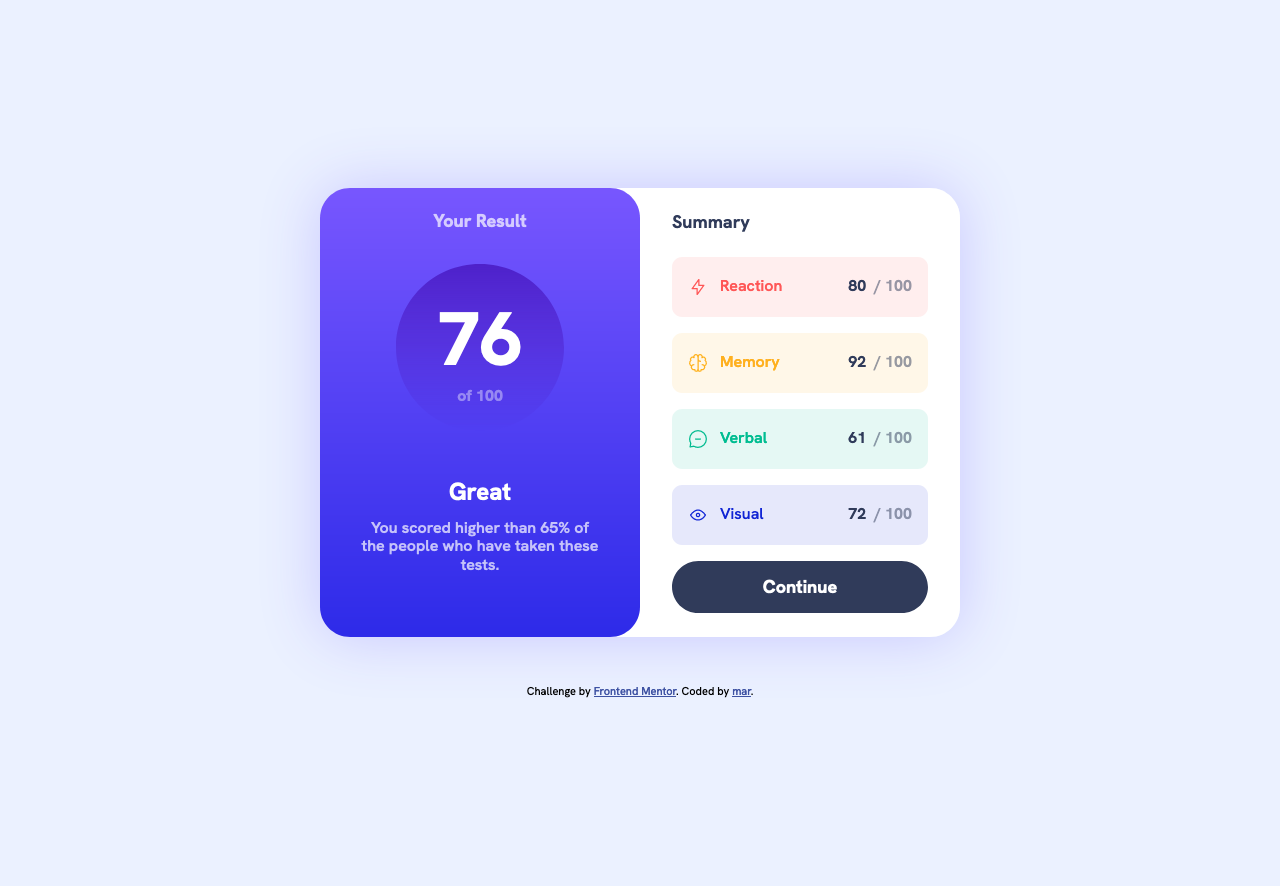 Your Result
76
of 100
Great
You scored higher than 65% of
the people who have taken these
tests.
Summary
Reaction 80 / 100
Memory 92 / 100
Verbal 61 / 100
Visual 72 / 100
Continue
Challenge by Frontend Mentor. Coded by mar.